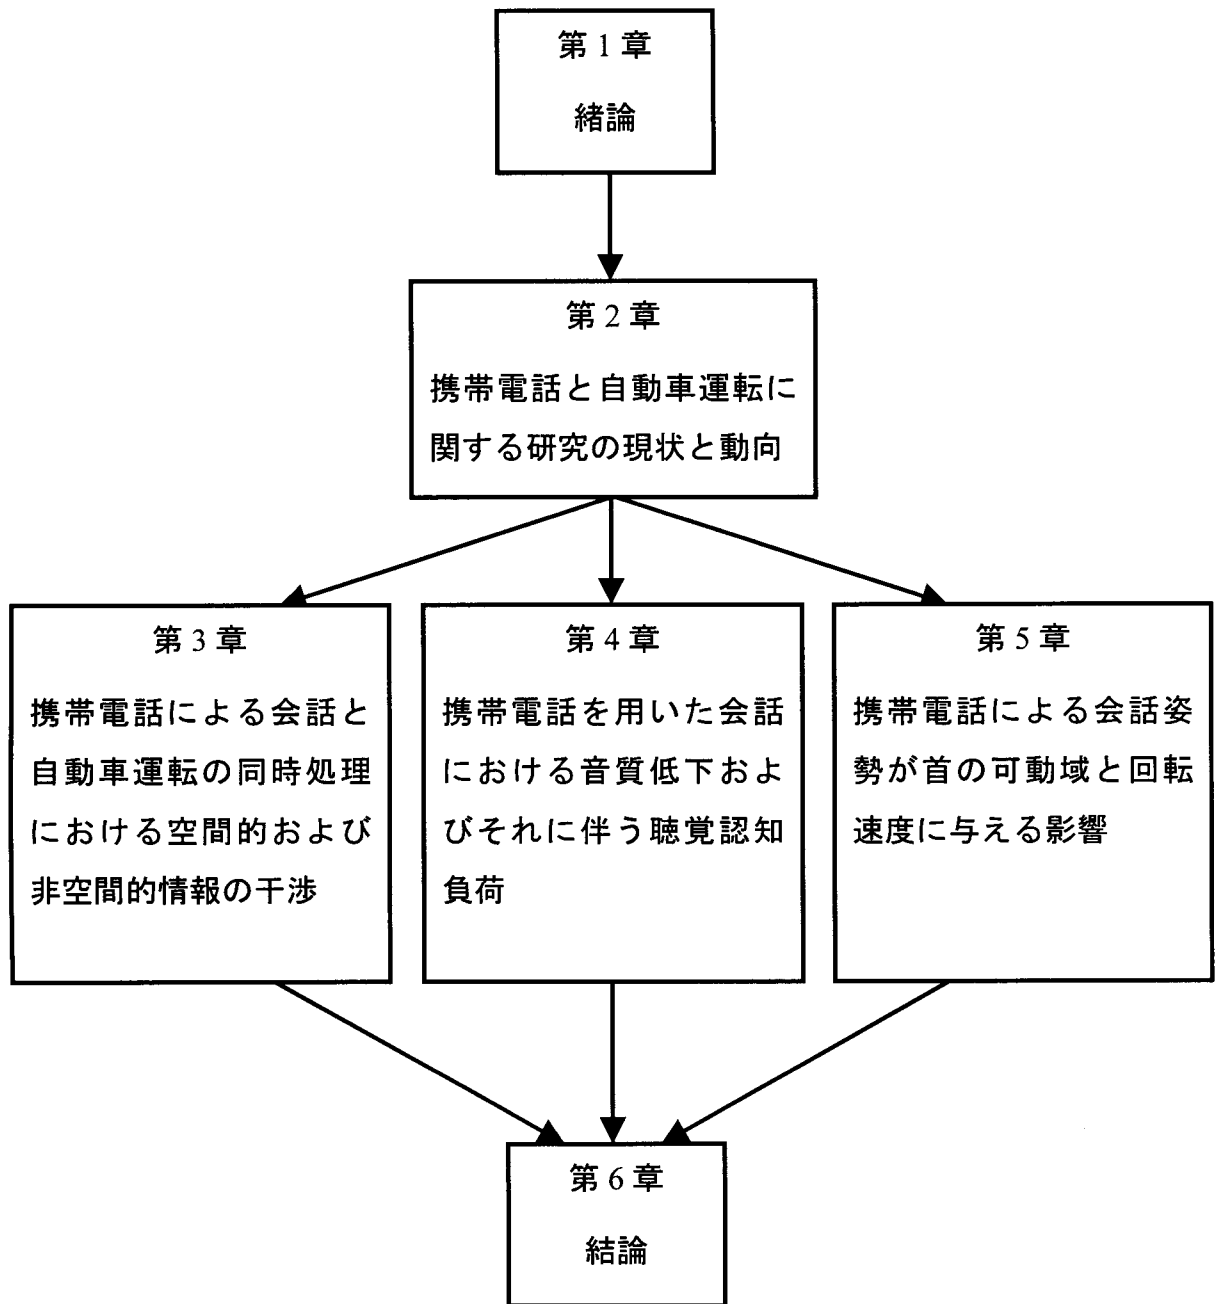 第1章
緒論
第2章
携帯電話と自動車運転に
関する研究の現状と動向
第3章
携帯電話による会話と
自動車運転の同時処理
における空間的および
非空間的情報の干渉
第4章
携帯電話を用いた会話
における音質低下およ
びそれに伴う聴覚認知
負荷
第5章
携帯電話による会話姿
勢が首の可動域と回転
速度に与える影響
第6章
結論